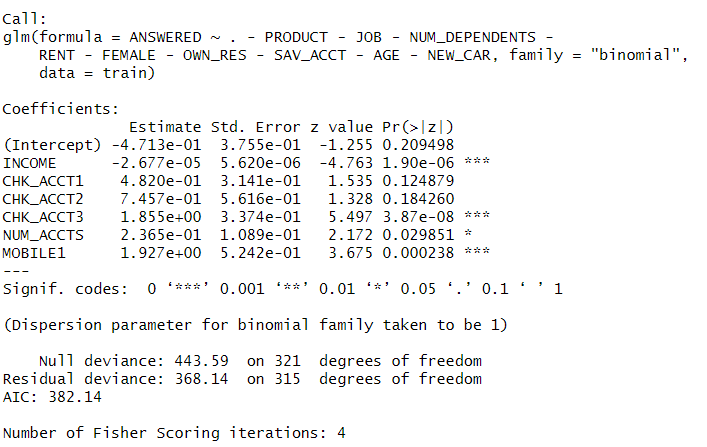 Call:
glm(formula = ANSWERED ~ . - PRODUCT - JOB - NUM_DEPENDENTS -
    RENT - FEMALE - OWN_RES - SAV_ACCT - AGE - NEW_CAR, family = "binomial",
    data = train)

Coefficients:
              Estimate Std. Error z value Pr(>|z|)
(Intercept) -4.713e-01  3.755e-01  -1.255 0.209498
INCOME      -2.677e-05  5.620e-06  -4.763 1.90e-06 ***
CHK_ACCT1    4.820e-01  3.141e-01   1.535 0.124879
CHK_ACCT2    7.457e-01  5.616e-01   1.328 0.184260
CHK_ACCT3    1.855e+00  3.374e-01   5.497 3.87e-08 ***
NUM_ACCTS    2.365e-01  1.089e-01   2.172 0.029851 *
MOBILE1      1.927e+00  5.242e-01   3.675 0.000238 ***
---
Signif. codes:  0 ‘***’ 0.001 ‘**’ 0.01 ‘*’ 0.05 ‘.’ 0.1 ‘ ’ 1

(Dispersion parameter for binomial family taken to be 1)

    Null deviance: 443.59  on 321  degrees of freedom
Residual deviance: 368.14  on 315  degrees of freedom
AIC: 382.14

Number of Fisher Scoring iterations: 4